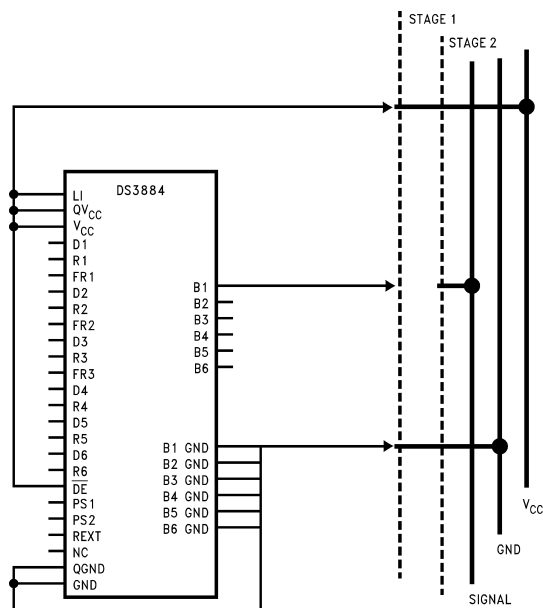 STAGE 1
STAGE 2
DS3884
LI
QVCC
VCC
D1
R1
FR1
D2
R2
FR2
D3
R3
FR3
D4
R4
D5
R5
D6
R6
DE
PS1
PS2
REXT
NC
QGND
GND
B1
B2
B3
B4
B5
B6
B1 GND
B2 GND
B3 GND
B4 GND
B5 GND
B6 GND
VCC
GND
SIGNAL